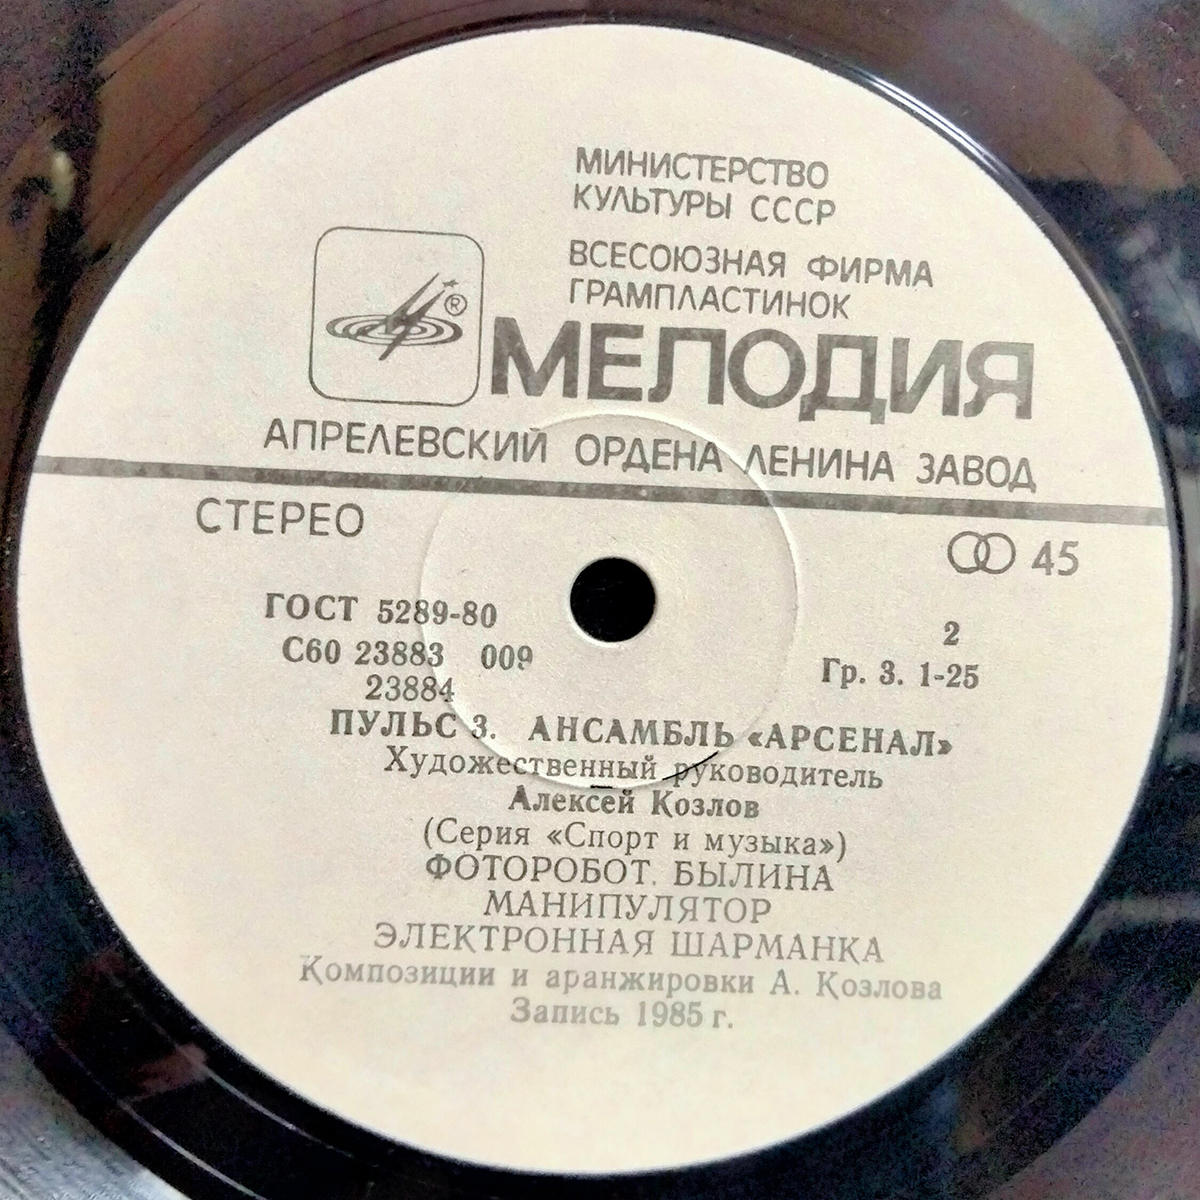 МИНИСТЕРСТВО
КУЛЬТУРЫ СССР
ВСЕСОЮЗНАЯ ФИРМА
ГРАМПЛАСТИНОК
®
МЕЛОДИЯ
АПРЕЛЕВСКИЙ ОРДЕНА ЛЕНИНА ЗАВОД
СТЕРЕО
45
ГОСТ 5289-80
2
С60 23883 009
Гр. 3. 1-25
23884
ПУЛЬС 3. АНСАМБЛЬ «АРСЕНАЛ»
Художественный руководитель
Алексей Козлов
(Серия «Спорт и музыка»)
ФОТОРОБОТ. БЫЛИНА
МАНИПУЛЯТОР
ЭЛЕКТРОННАЯ ШАРМАНКА
Композиции и аранжировки А. Козлова
Запись 1985 г.